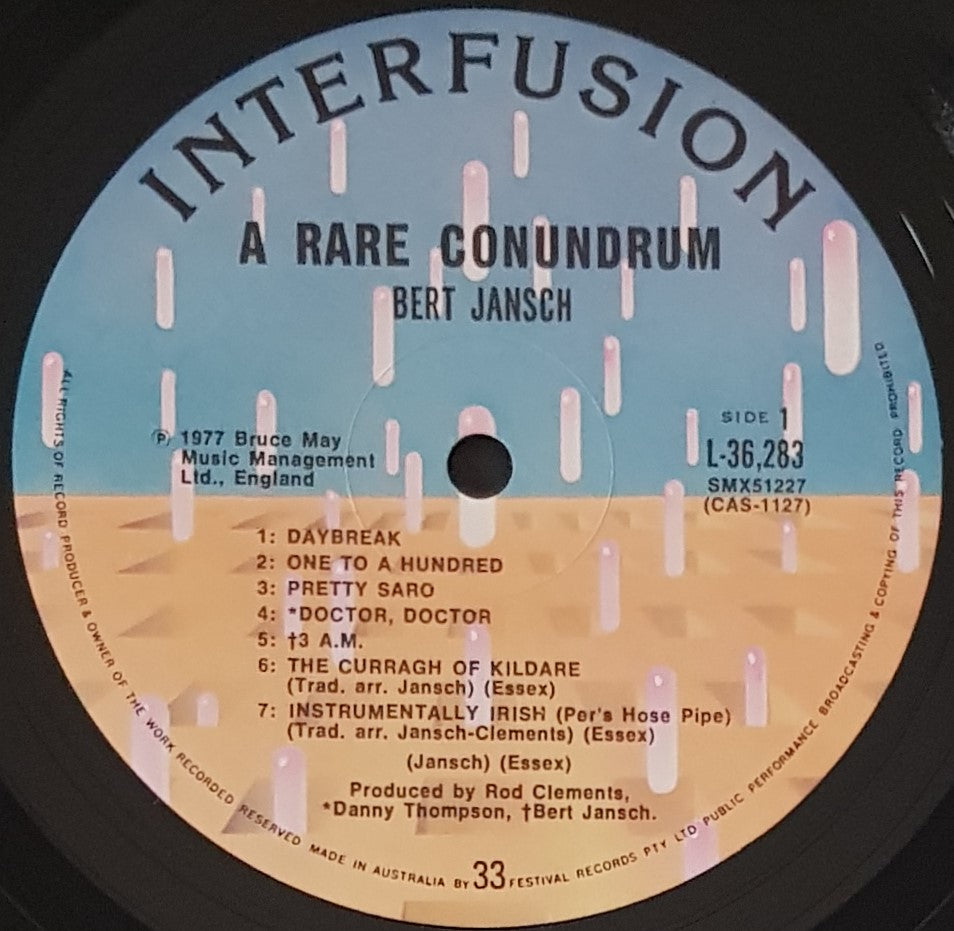 INTERFUSION
A RARE CONUNDRUM
BERT JANSCH
SIDE 1
L-36,283
SMX51227
(CAS-1127)
℗ 1977 Bruce May
Music Management
Ltd., England
1: DAYBREAK
2: ONE TO A HUNDRED
3: PRETTY SARO
4: *DOCTOR, DOCTOR
5: †3 A.M.
6: THE CURRAGH OF KILDARE
(Trad. arr. Jansch) (Essex)
7: INSTRUMENTALLY IRISH (Per's Hose Pipe)
(Trad. arr. Jansch-Clements) (Essex)
(Jansch) (Essex)
Produced by Rod Clements,
*Danny Thompson, †Bert Jansch.
ALL RIGHTS OF RECORD PRODUCER & OWNER OF THE WORK RECORDED RESERVED MADE IN AUSTRALIA BY 33 FESTIVAL RECORDS PTY LTD PUBLIC PERFORMANCE BROADCASTING & COPYING OF THIS RECORD PROHIBITED